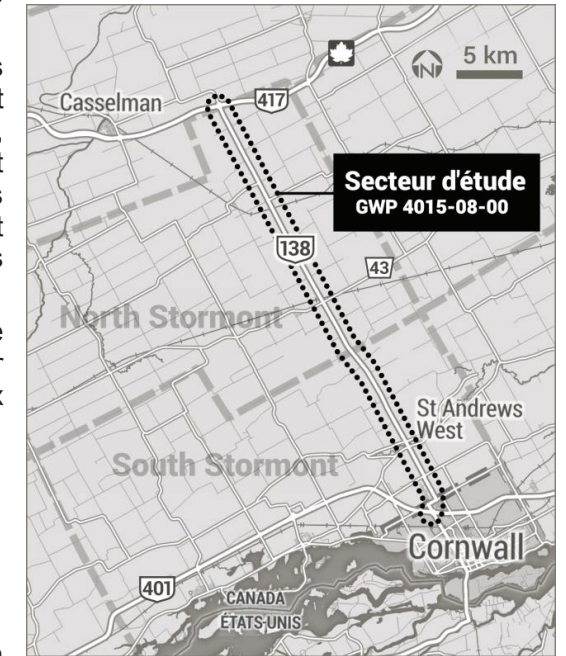 5 km
N
Casselman
417
Secteur d'étude
GWP 4015-08-00
138
43
North Stormont
St Andrews
West
South Stormont
Cornwall
401
CANADA
ÉTATS-UNIS